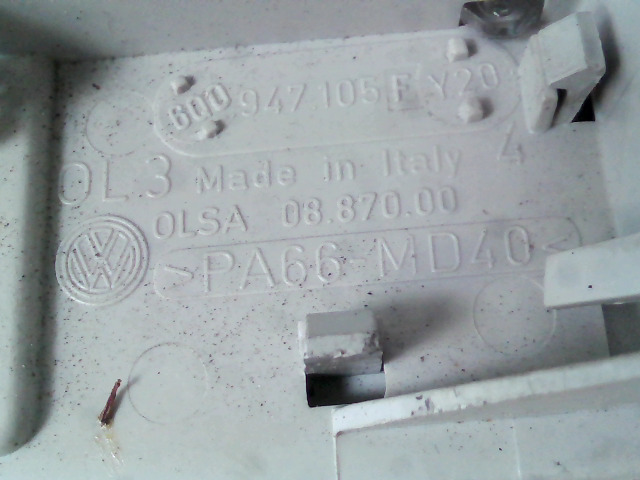 6Q0 947 105 F Y20
OL3 Made in Italy 4
OLSA 08.870.00
>PA66-MD40<